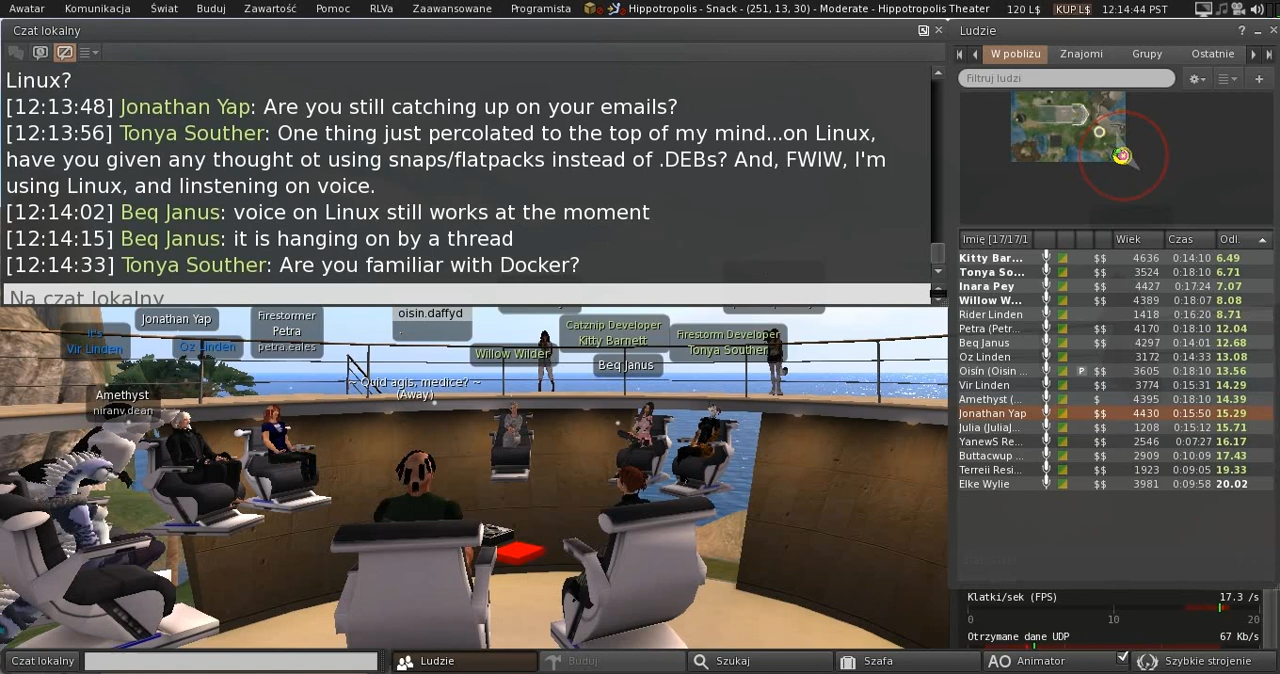 Awatar Komunikacja Świat Buduj Zawartość Pomoc RLVa Zaawansowane Programista Hippotropolis - Snack - (251, 13, 30) - Moderate - Hippotropolis Theater 120 L$ KUP L$ 12:14:44 PST
Czat lokalny
Linux?
[12:13:48] Jonathan Yap: Are you still catching up on your emails?
[12:13:56] Tonya Souther: One thing just percolated to the top of my mind...on Linux,
have you given any thought ot using snaps/flatpacks instead of .DEBs? And, FWIW, I'm
using Linux, and linstening on voice.
[12:14:02] Beq Janus: voice on Linux still works at the moment
[12:14:15] Beq Janus: it is hanging on by a thread
[12:14:33] Tonya Souther: Are you familiar with Docker?
Na czat lokalny
Ludzie
W pobliżu Znajomi Grupy Ostatnie
Filtruj ludzi
Imię [17/17/1 Wiek Czas Odl.
Kitty Bar... $$ 4636 0:14:10 6.49
Tonya So... $$ 3524 0:18:10 6.71
Inara Pey $$ 4427 0:17:24 7.07
Willow W... $$ 4389 0:18:07 8.08
Rider Linden 1418 0:16:20 8.71
Petra (Petr... $$ 4170 0:18:10 12.04
Beq Janus $$ 4297 0:14:01 12.68
Oz Linden 3172 0:14:33 13.08
Oisín (Oisin ... P $$ 3605 0:18:10 13.56
Vir Linden 3774 0:15:31 14.29
Amethyst (... $ 4395 0:18:10 14.39
Jonathan Yap $$ 4430 0:15:50 15.29
Julia (JuliaJ... $$ 1208 0:15:12 15.71
YanewS Re... $$ 2546 0:07:27 16.17
Buttacwup ... $$ 2909 0:10:09 17.43
Terreii Resi... $$ 1923 0:09:05 19.33
Elke Wylie $$ 3981 0:09:58 20.02
Klatki/sek (FPS) 17.3 /s
0 10 20
Otrzymane dane UDP 67 Kb/s
It's
Vir Linden
Jonathan Yap
Oz Linden
Firestormer
Petra
petra.eales
oisin.daffyd
.
Willow Wilder
Catznip Developer
Kitty Barnett
Beq Janus
Firestorm Developer
Tonya Souther
~ Quid agis, medice? ~
(Away)
Amethyst
niranv.dean
Czat lokalny Ludzie Buduj Szukaj Szafa AO Animator Szybkie strojenie